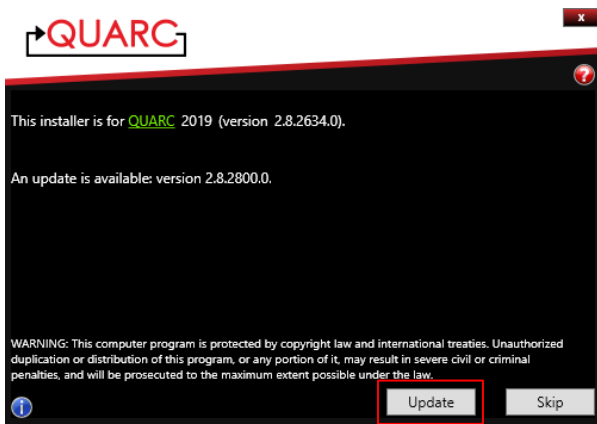 QUARC
x
?
This installer is for QUARC 2019 (version 2.8.2634.0).
An update is available: version 2.8.2800.0.
WARNING: This computer program is protected by copyright law and international treaties. Unauthorized
duplication or distribution of this program, or any portion of it, may result in severe civil or criminal
penalties, and will be prosecuted to the maximum extent possible under the law.
i
Update
Skip